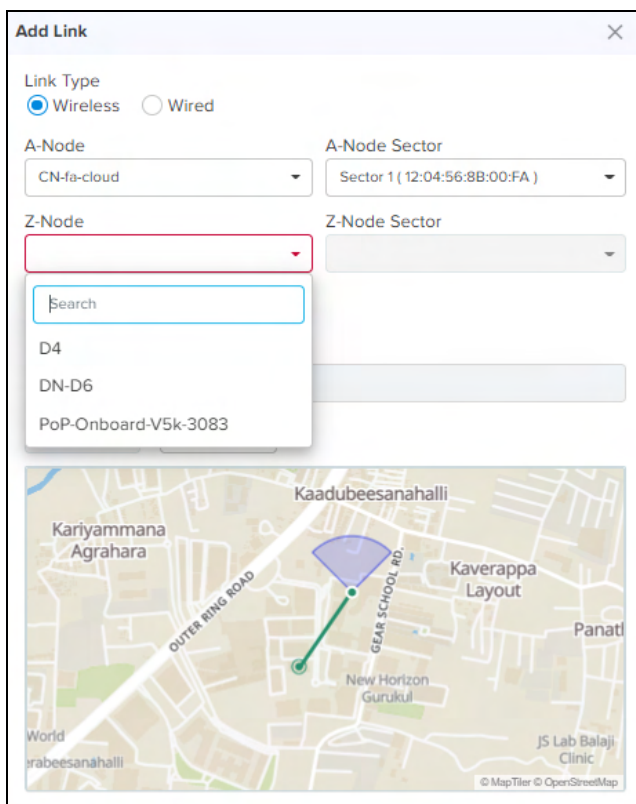 Add Link
Link Type
Wireless Wired
A-Node A-Node Sector
CN-fa-cloud Sector 1 ( 12:04:56:8B:00:FA )
Z-Node Z-Node Sector
Search
D4
DN-D6
PoP-Onboard-V5k-3083
Kaadubeesanahalli
Kariyammana
Agrahara
OUTER RING ROAD
GEAR SCHOOL RD.
Kaverappa
Layout
Panatl
New Horizon
Gurukul
World
erabeesanahalli
JS Lab Balaji
Clinic
© MapTiler © OpenStreetMap